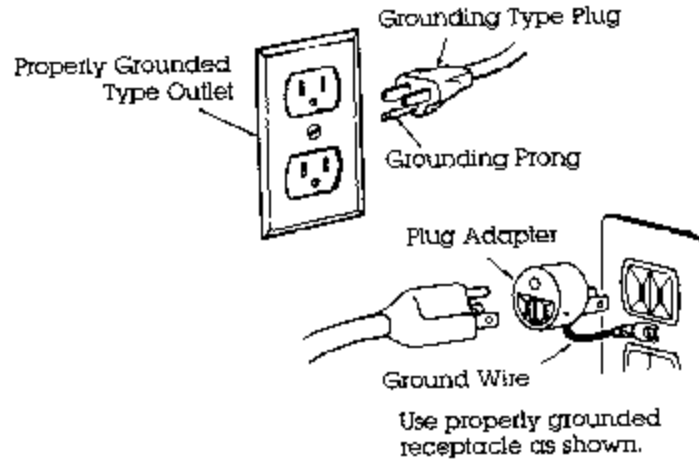 Grounding Type Plug
Properly Grounded
Type Outlet
Grounding Prong
Plug Adapter
Ground Wire
Use properly grounded
receptacle as shown.